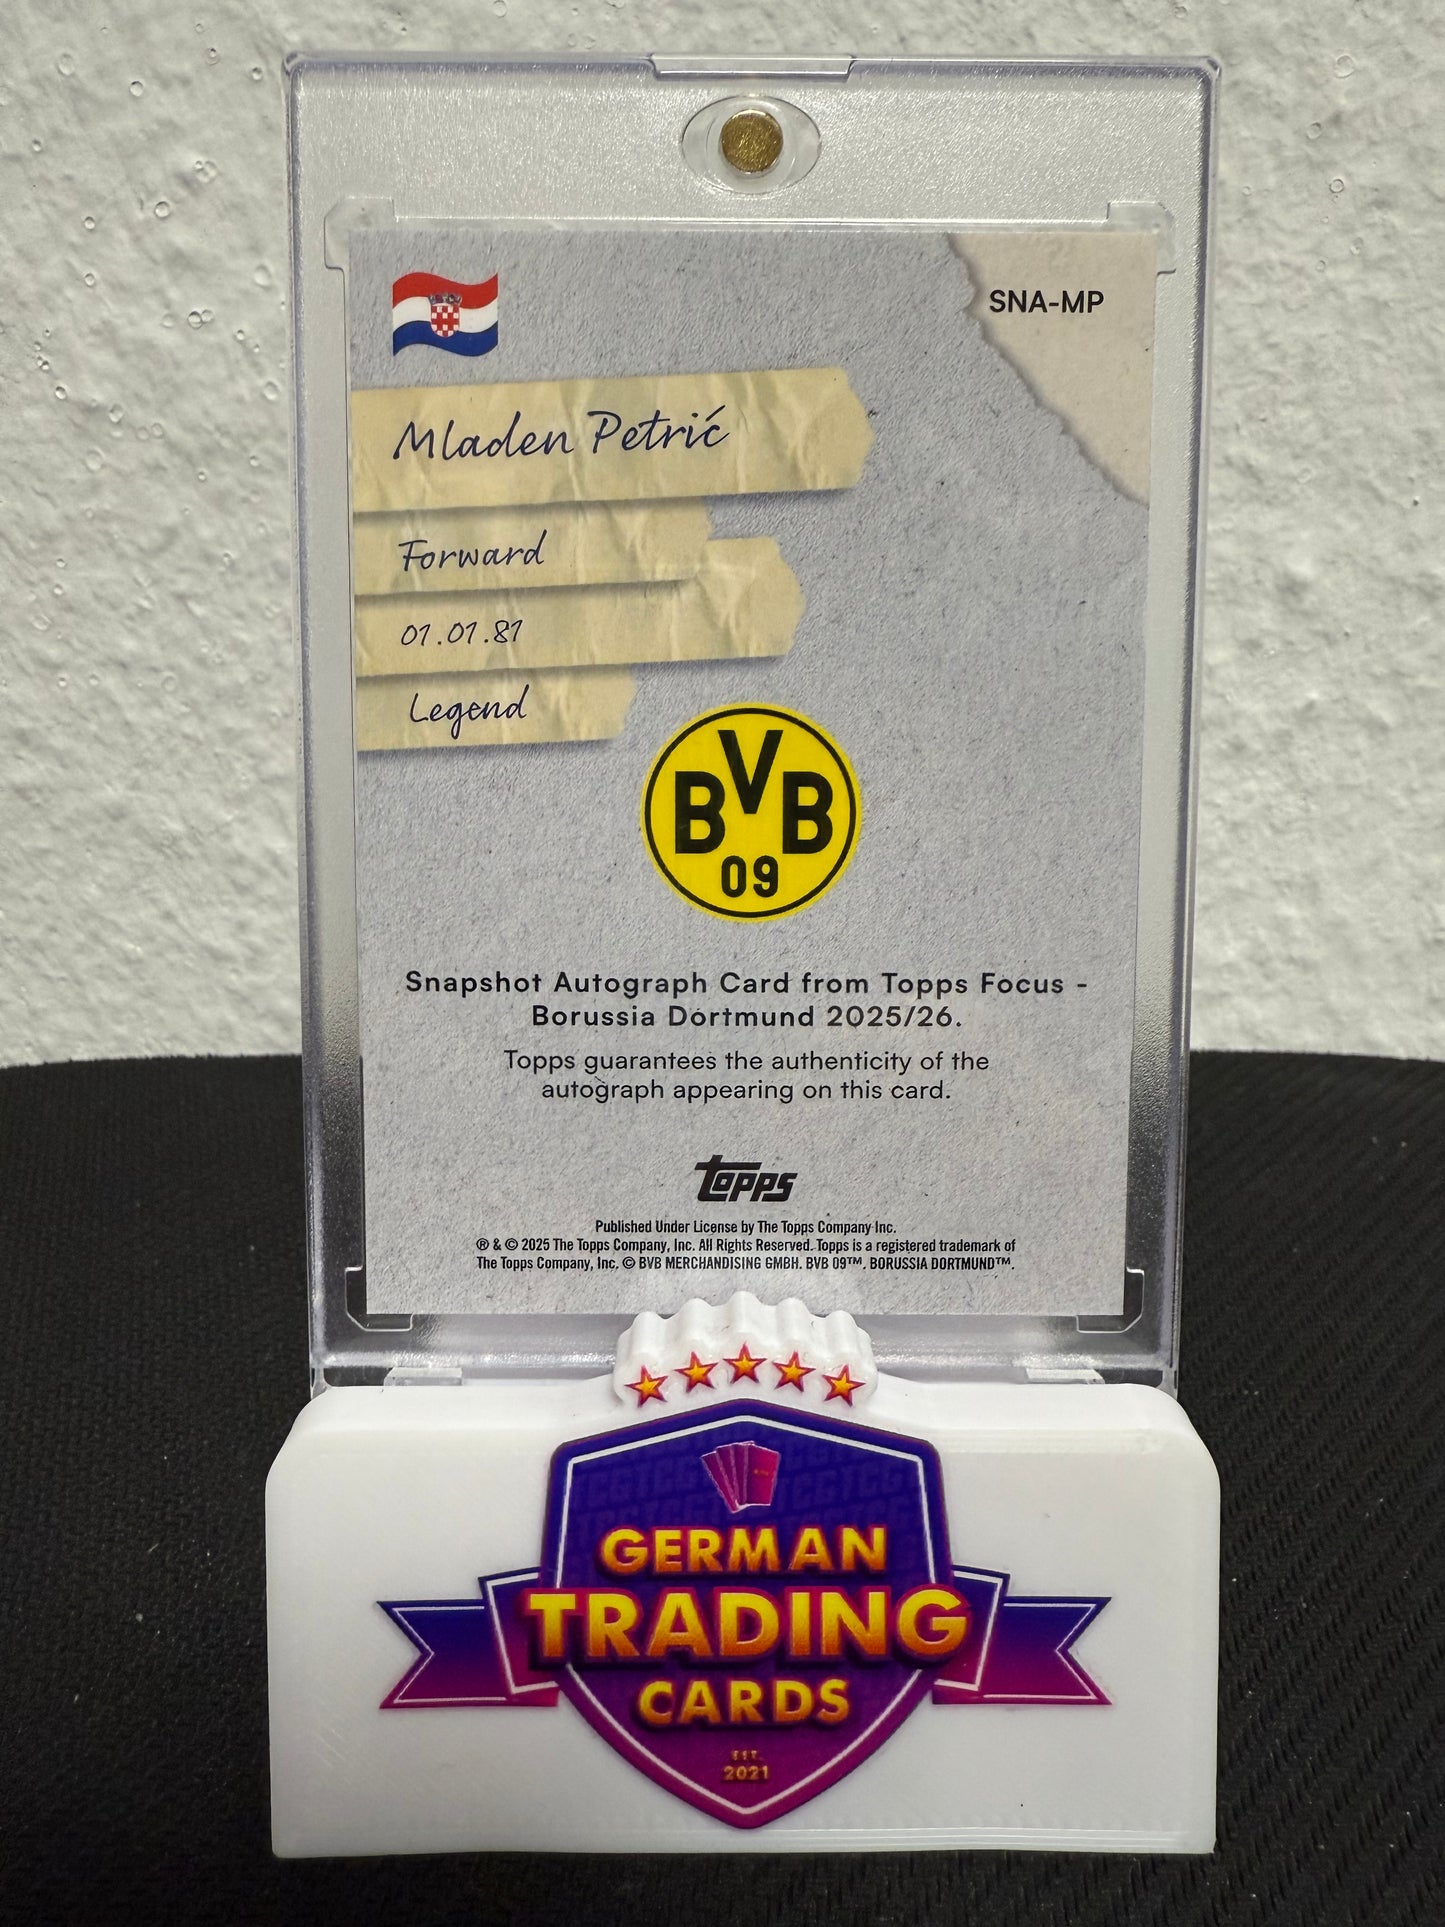 SNA-MP
Mladen Petrić
Forward
01.01.81
Legend
BVB
09
Snapshot Autograph Card from Topps Focus -
Borussia Dortmund 2025/26.
Topps guarantees the authenticity of the
autograph appearing on this card.
Topps
Published Under License by The Topps Company Inc.
® & © 2025 The Topps Company, Inc. All Rights Reserved. Topps is a registered trademark of
The Topps Company, Inc. © BVB MERCHANDISING GMBH. BVB 09™. BORUSSIA DORTMUND™.
GERMAN
TRADING
CARDS
EST.
2021